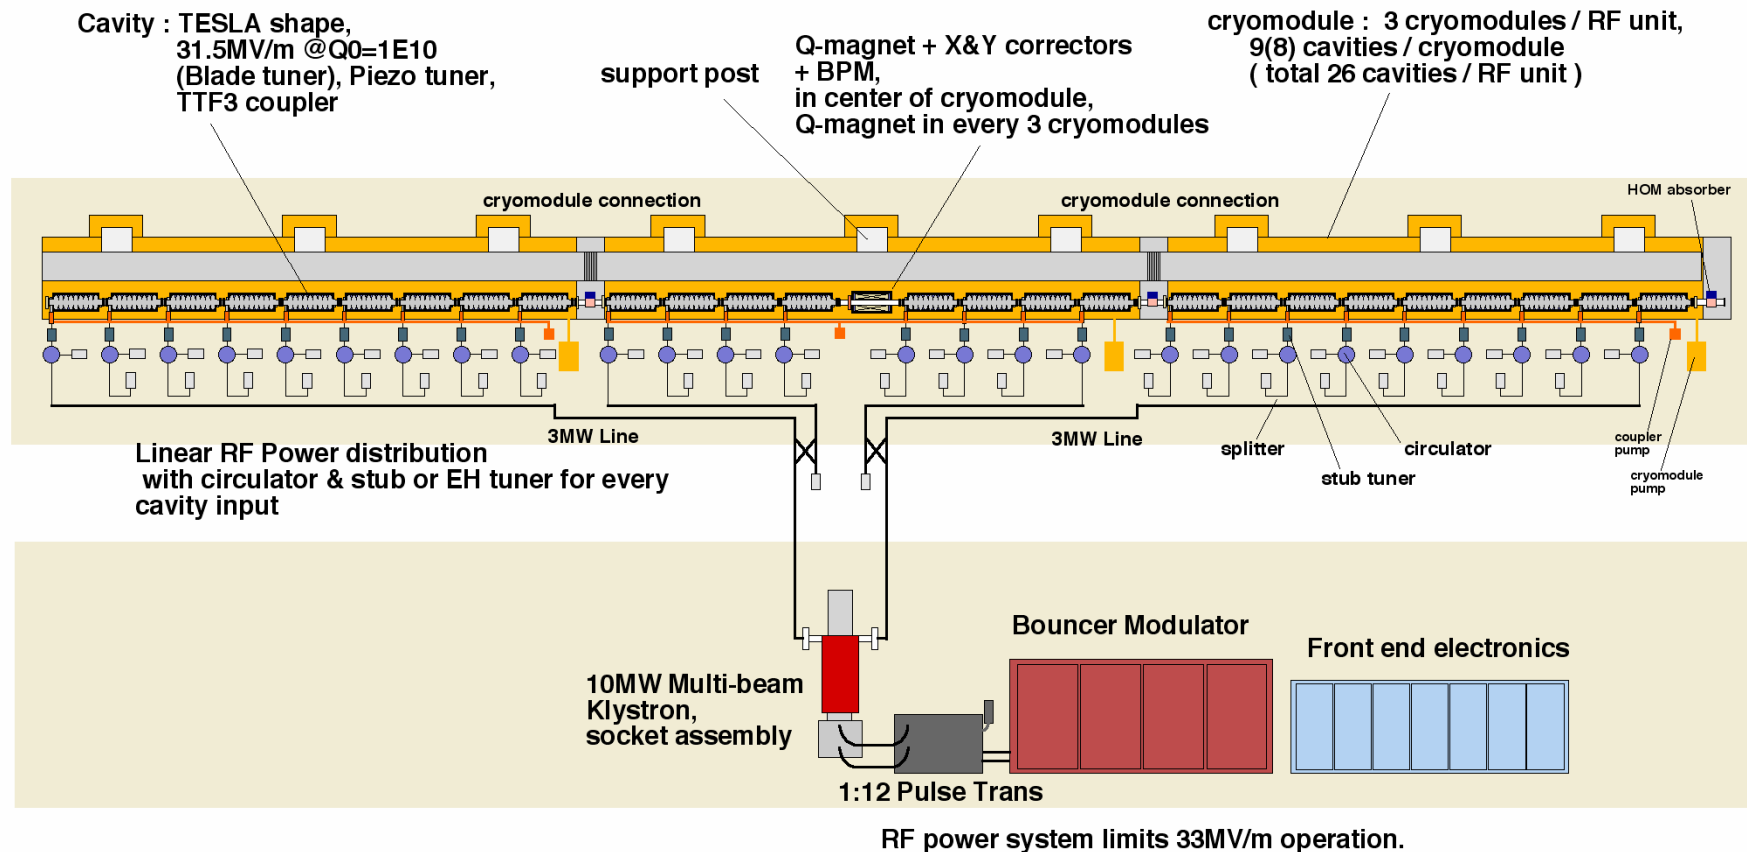 Cavity : TESLA shape,
31.5MV/m @Q0=1E10
(Blade tuner), Piezo tuner,
TTF3 coupler
support post
Q-magnet + X&Y correctors
+ BPM,
in center of cryomodule,
Q-magnet in every 3 cryomodules
cryomodule : 3 cryomodules / RF unit,
9(8) cavities / cryomodule
( total 26 cavities / RF unit )
cryomodule connection
cryomodule connection
HOM absorber
3MW Line
3MW Line
splitter
stub tuner
circulator
coupler
pump
cryomodule
pump
Linear RF Power distribution
with circulator & stub or EH tuner for every
cavity input
10MW Multi-beam
Klystron,
socket assembly
Bouncer Modulator
Front end electronics
1:12 Pulse Trans
RF power system limits 33MV/m operation.